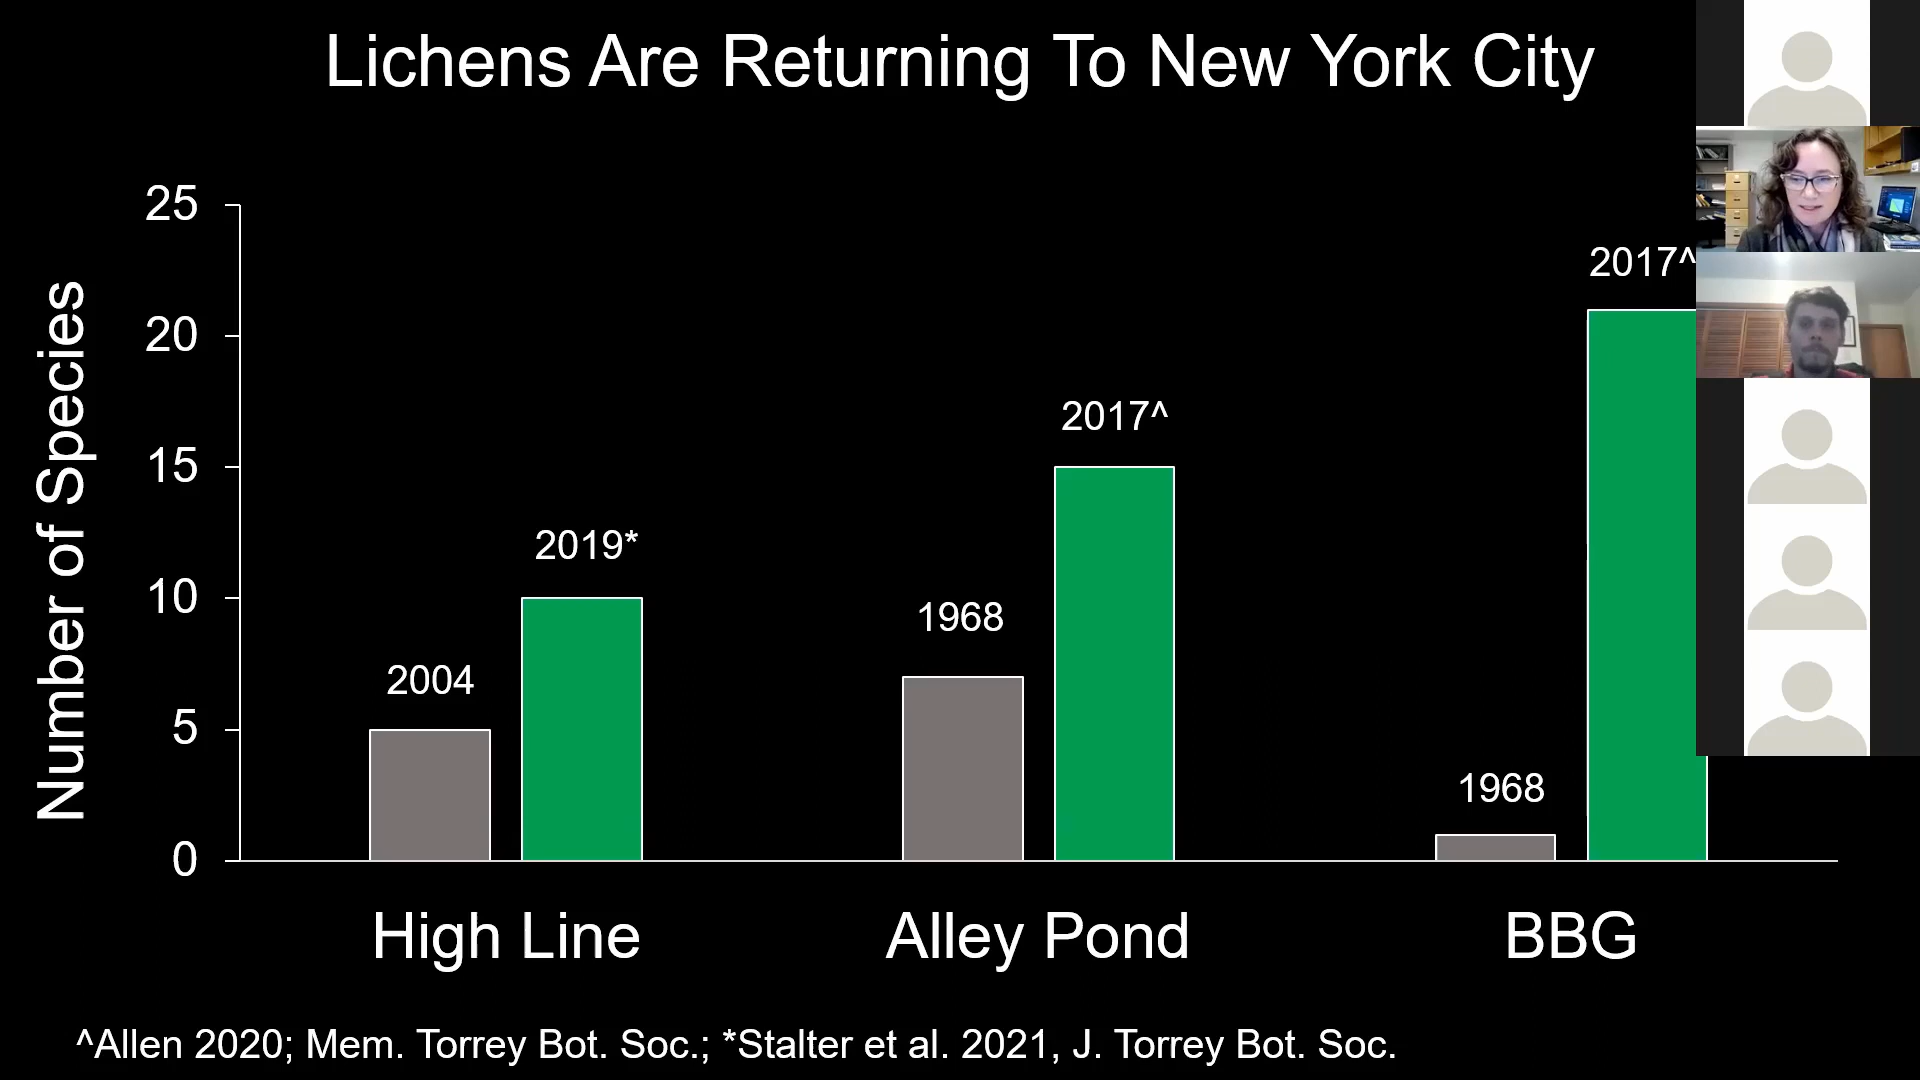 Lichens Are Returning To New York City
Number of Species
25
20
15
10
5
0
2004
2019*
1968
2017^
1968
2017^
High Line
Alley Pond
BBG
^Allen 2020; Mem. Torrey Bot. Soc.; *Stalter et al. 2021, J. Torrey Bot. Soc.